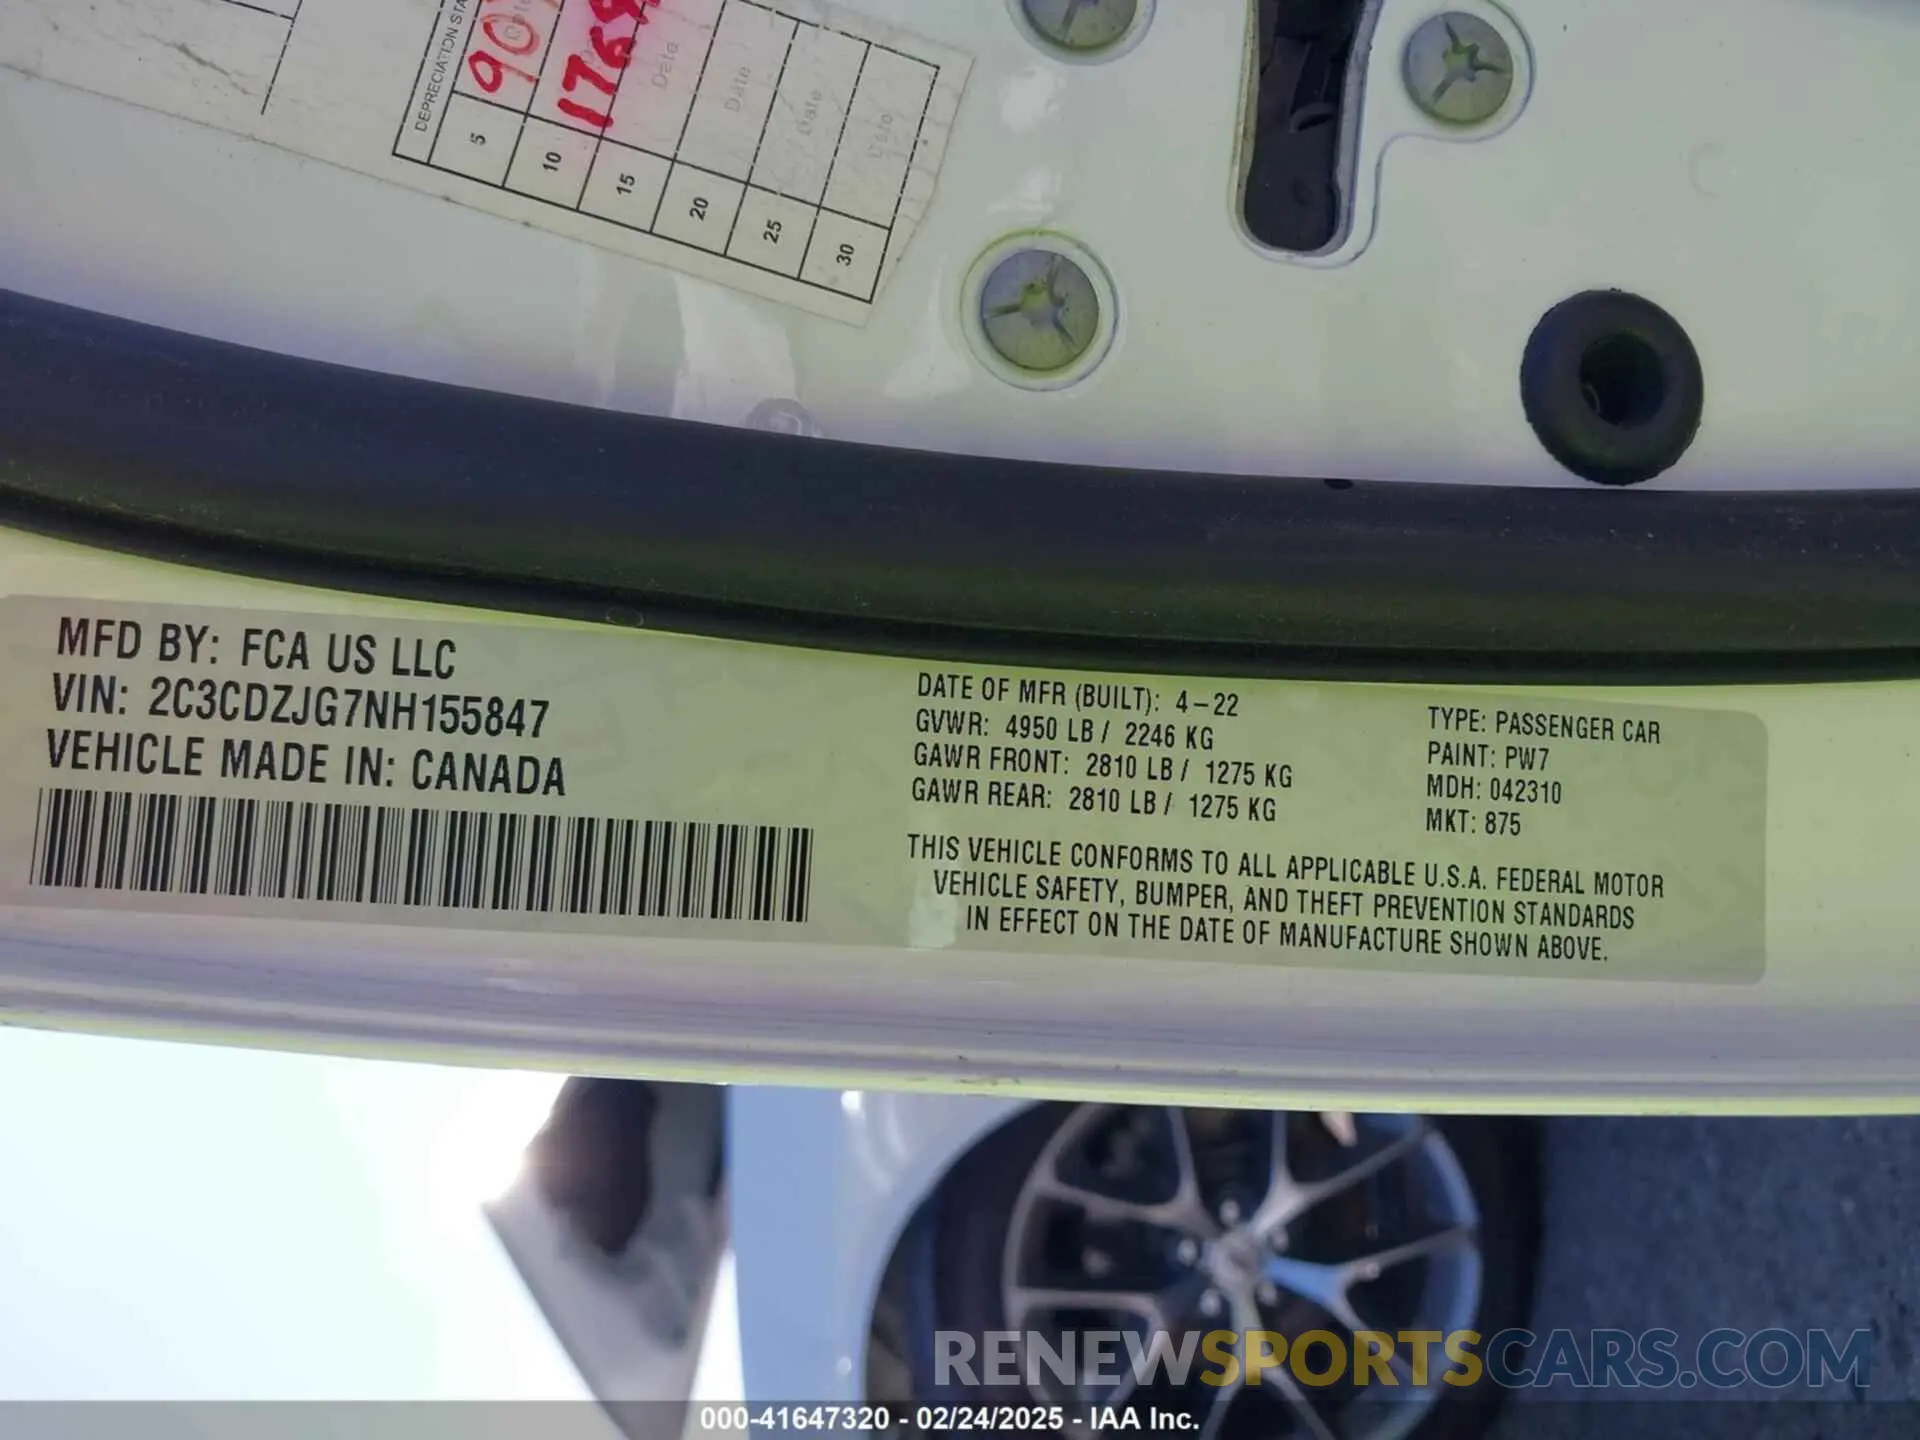 DEPRECIATION
5 10 15 20 25 30
Date Date Date Date
MFD BY: FCA US LLC
VIN: 2C3CDZJG7NH155847
VEHICLE MADE IN: CANADA
DATE OF MFR (BUILT): 4-22
GVWR: 4950 LB / 2246 KG
GAWR FRONT: 2810 LB / 1275 KG
GAWR REAR: 2810 LB / 1275 KG
TYPE: PASSENGER CAR
PAINT: PW7
MDH: 042310
MKT: 875
THIS VEHICLE CONFORMS TO ALL APPLICABLE U.S.A. FEDERAL MOTOR
VEHICLE SAFETY, BUMPER, AND THEFT PREVENTION STANDARDS
IN EFFECT ON THE DATE OF MANUFACTURE SHOWN ABOVE.
RENEWSPORTSCARS.COM
000-41647320 - 02/24/2025 - IAA Inc.